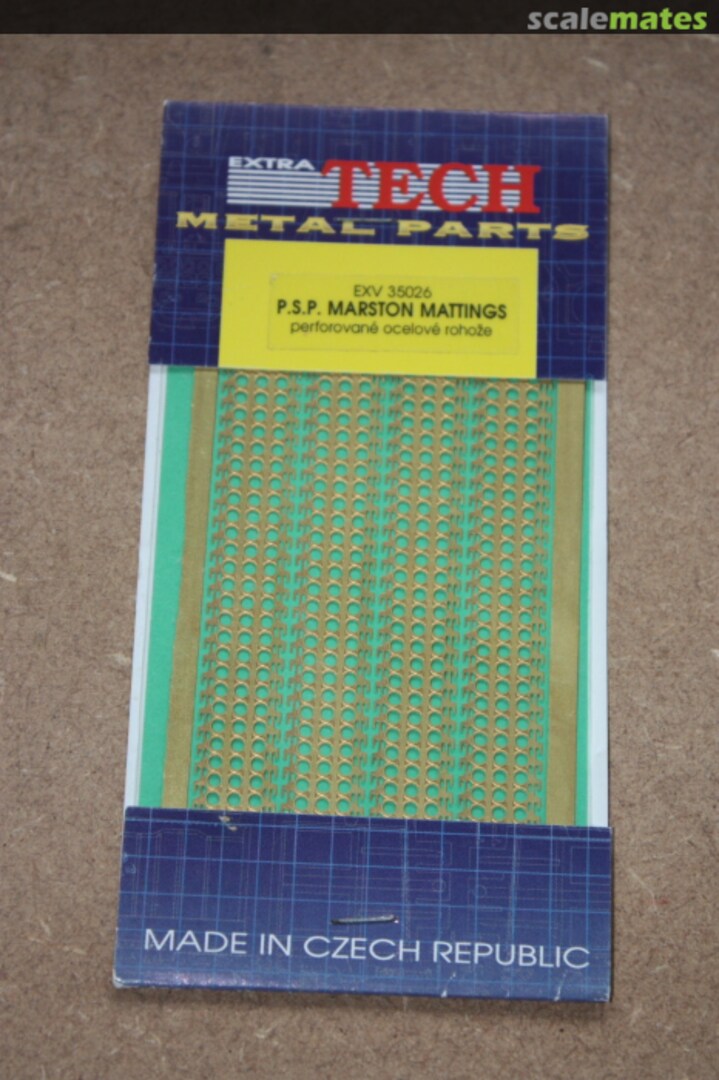 scalemates
EXTRA TECH
METAL PARTS
EXV 35026
P.S.P. MARSTON MATTINGS
perforované ocelové rohože
MADE IN CZECH REPUBLIC